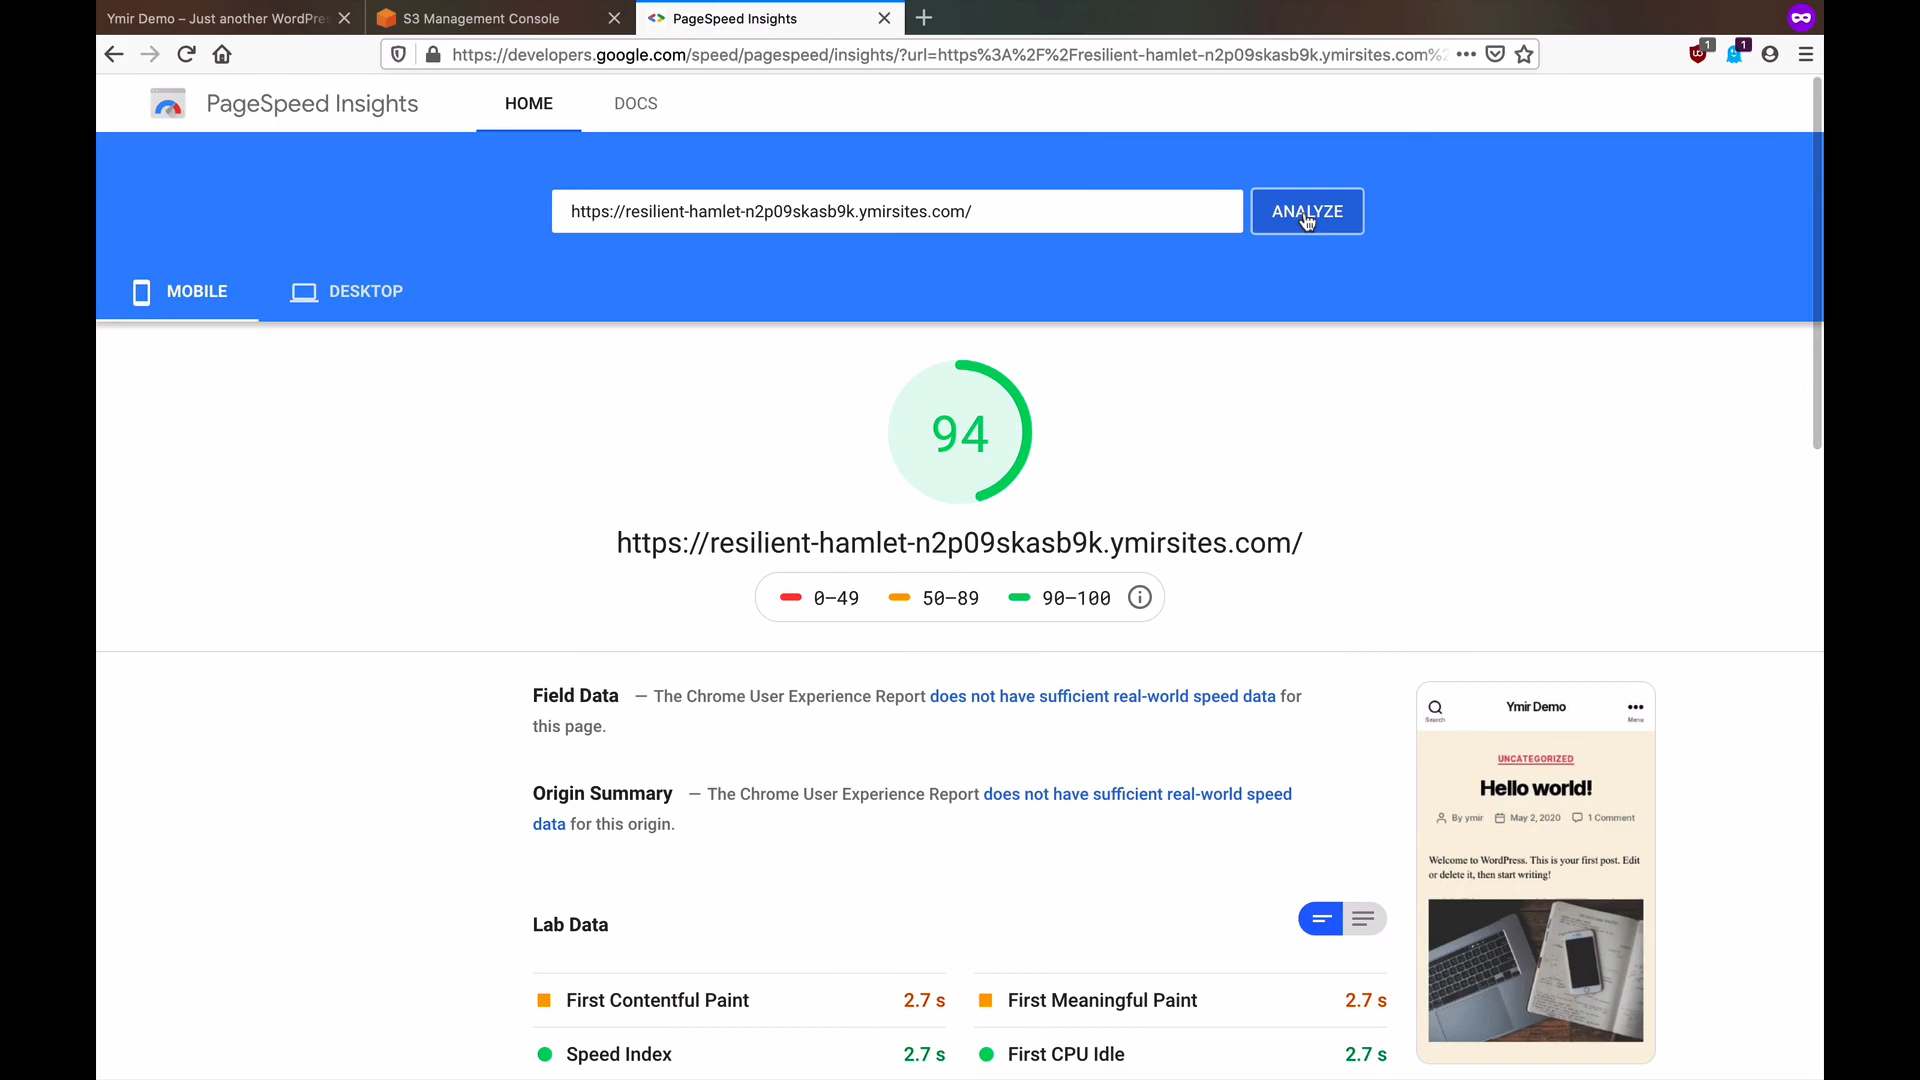 Ymir Demo – Just another WordPre
S3 Management Console
PageSpeed Insights
https://developers.google.com/speed/pagespeed/insights/?url=https%3A%2F%2Fresilient-hamlet-n2p09skasb9k.ymirsites.com%2
1
1
PageSpeed Insights
HOME
DOCS
https://resilient-hamlet-n2p09skasb9k.ymirsites.com/
ANALYZE
MOBILE
DESKTOP
94
https://resilient-hamlet-n2p09skasb9k.ymirsites.com/
0–49
50–89
90–100
Field Data — The Chrome User Experience Report does not have sufficient real-world speed data for
this page.
Origin Summary — The Chrome User Experience Report does not have sufficient real-world speed
data for this origin.
Lab Data
First Contentful Paint 2.7 s
First Meaningful Paint 2.7 s
Speed Index 2.7 s
First CPU Idle 2.7 s
Search
Ymir Demo
Menu
UNCATEGORIZED
Hello world!
By ymir May 2, 2020 1 Comment
Welcome to WordPress. This is your first post. Edit
or delete it, then start writing!